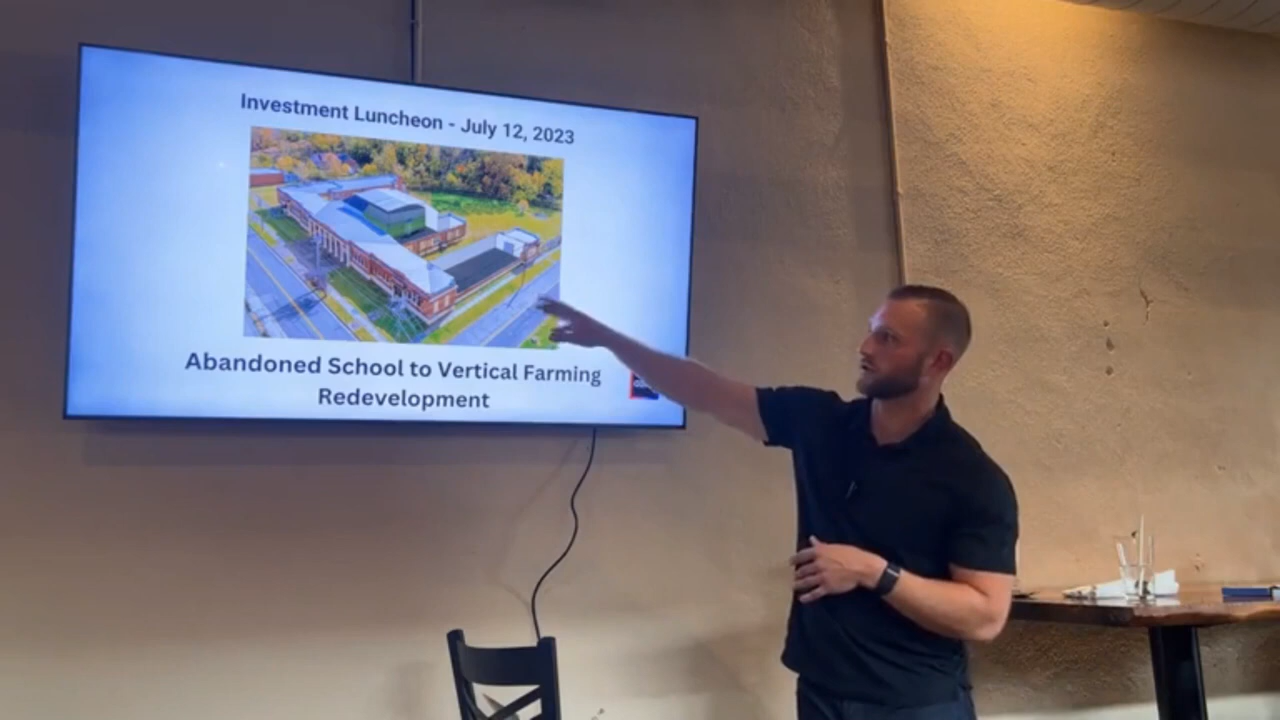 Investment Luncheon - July 12, 2023
Abandoned School to Vertical Farming
Redevelopment